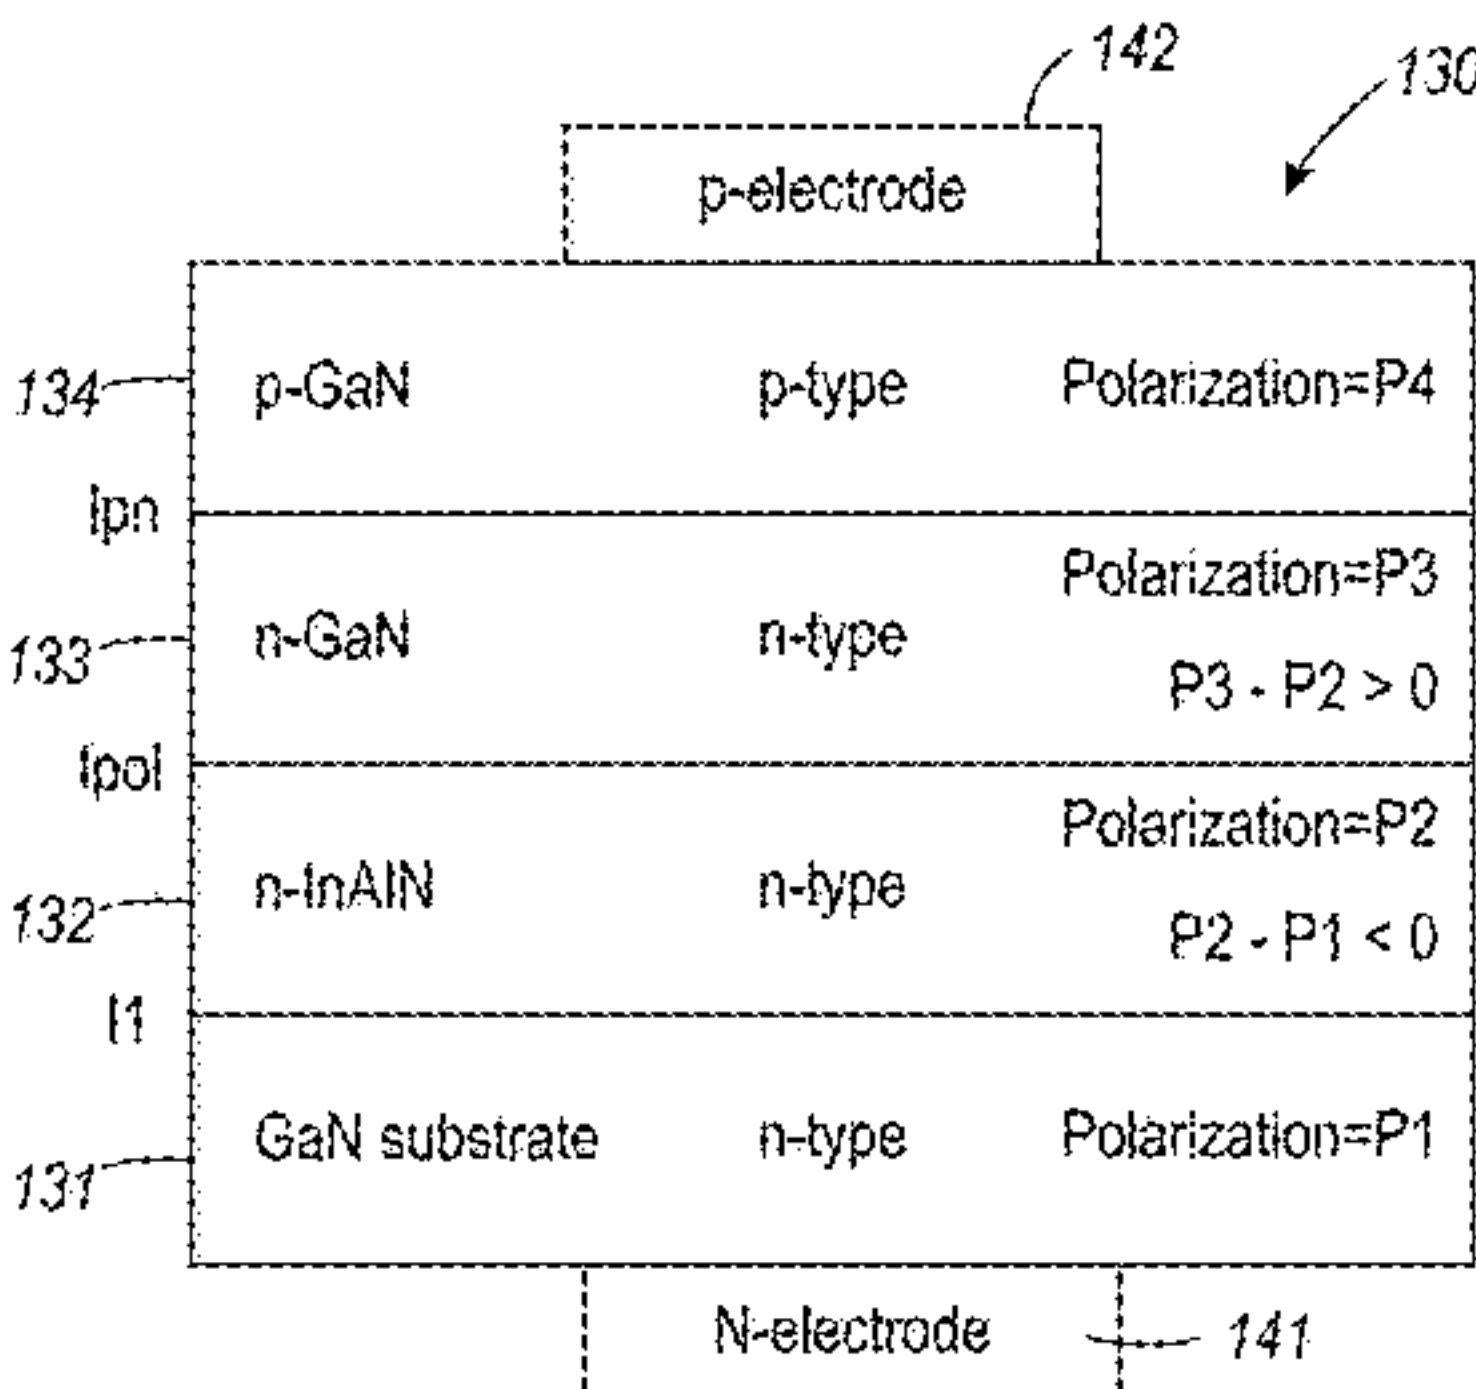 142
130
p-electrode
134 p-GaN p-type Polarization=P4
Ipn
Polarization=P3
133 n-GaN n-type
P3 - P2 > 0
Ipol
Polarization=P2
132 n-InAlN n-type
P2 - P1 < 0
I1
131 GaN substrate n-type Polarization=P1
N-electrode 141